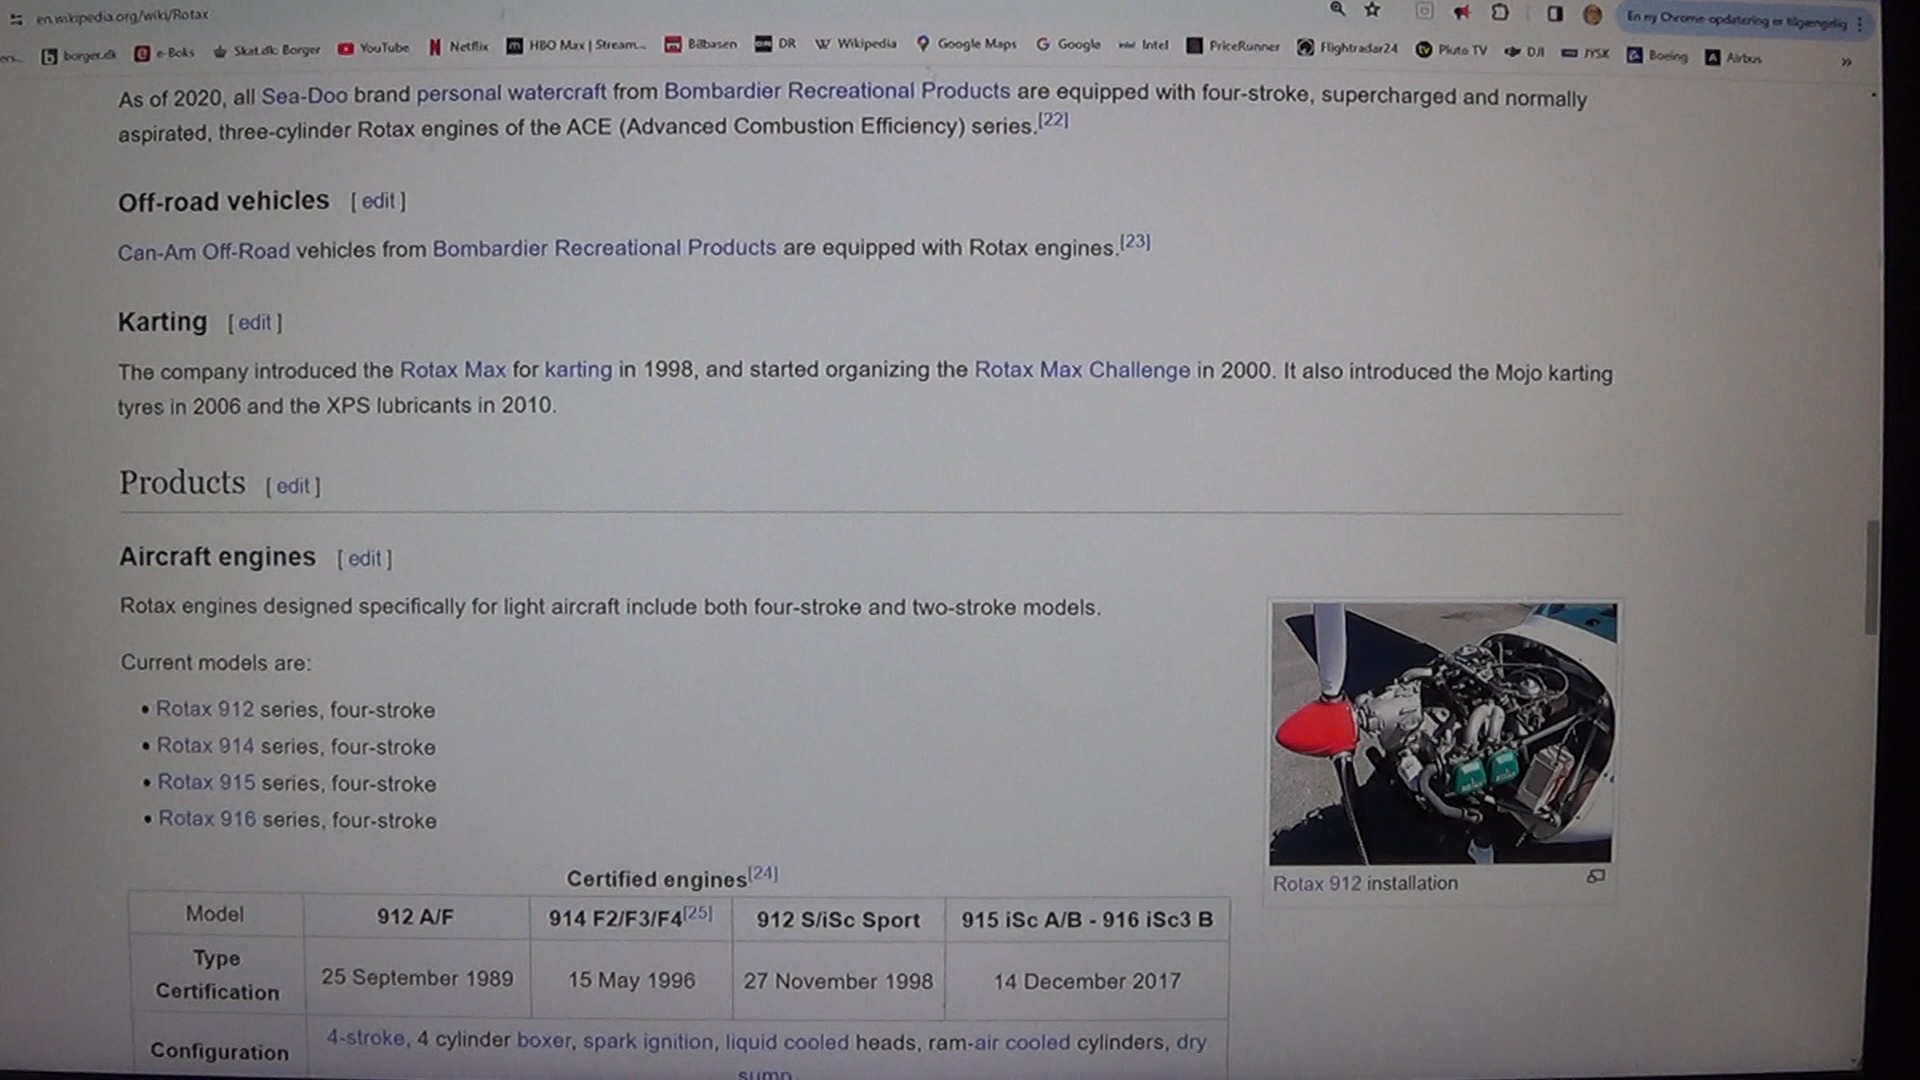 en.wikipedia.org/wiki/Rotax
En ny Chrome-opdatering er tilgængelig
borger.dk e-Boks Skat.dk: Borger YouTube Netflix HBO Max | Stream... Bilbasen DR Wikipedia Google Maps Google Intel PriceRunner Flightradar24 Pluto TV DJI JYSK Boeing Airbus »
As of 2020, all Sea-Doo brand personal watercraft from Bombardier Recreational Products are equipped with four-stroke, supercharged and normally
aspirated, three-cylinder Rotax engines of the ACE (Advanced Combustion Efficiency) series.[22]
Off-road vehicles [ edit ]
Can-Am Off-Road vehicles from Bombardier Recreational Products are equipped with Rotax engines.[23]
Karting [ edit ]
The company introduced the Rotax Max for karting in 1998, and started organizing the Rotax Max Challenge in 2000. It also introduced the Mojo karting
tyres in 2006 and the XPS lubricants in 2010.
Products [ edit ]
Aircraft engines [ edit ]
Rotax engines designed specifically for light aircraft include both four-stroke and two-stroke models.
Current models are:
• Rotax 912 series, four-stroke
• Rotax 914 series, four-stroke
• Rotax 915 series, four-stroke
• Rotax 916 series, four-stroke
Rotax 912 installation
Certified engines[24]
Model 912 A/F 914 F2/F3/F4[25] 912 S/iSc Sport 915 iSc A/B - 916 iSc3 B
Type
Certification 25 September 1989 15 May 1996 27 November 1998 14 December 2017
Configuration 4-stroke, 4 cylinder boxer, spark ignition, liquid cooled heads, ram-air cooled cylinders, dry
sump